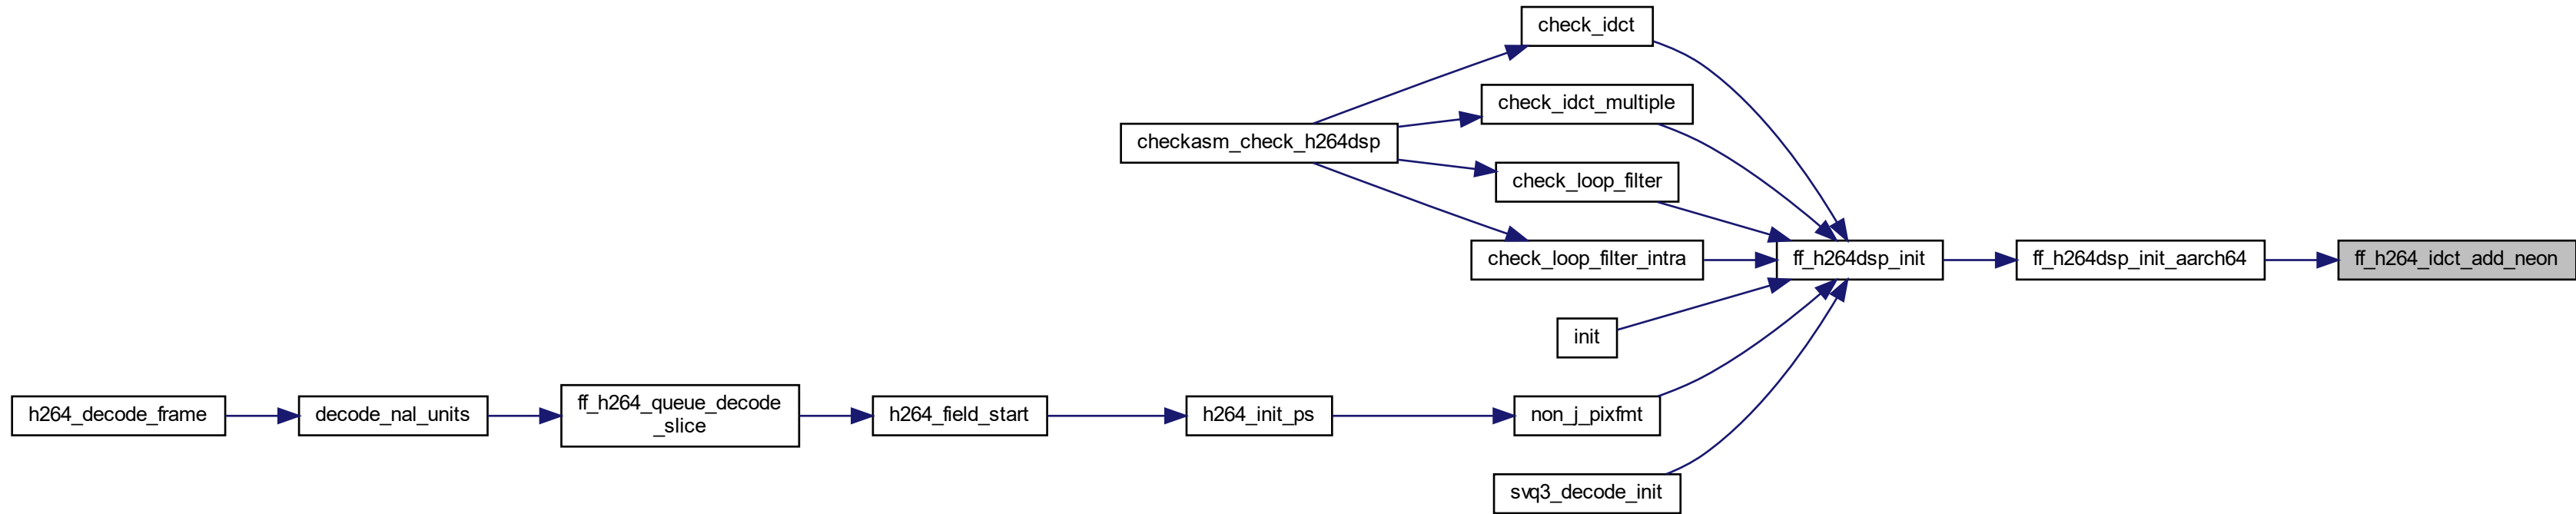 check_idct
check_idct_multiple
checkasm_check_h264dsp
check_loop_filter
check_loop_filter_intra
ff_h264dsp_init
ff_h264dsp_init_aarch64
ff_h264_idct_add_neon
init
h264_decode_frame
decode_nal_units
ff_h264_queue_decode
_slice
h264_field_start
h264_init_ps
non_j_pixfmt
svq3_decode_init